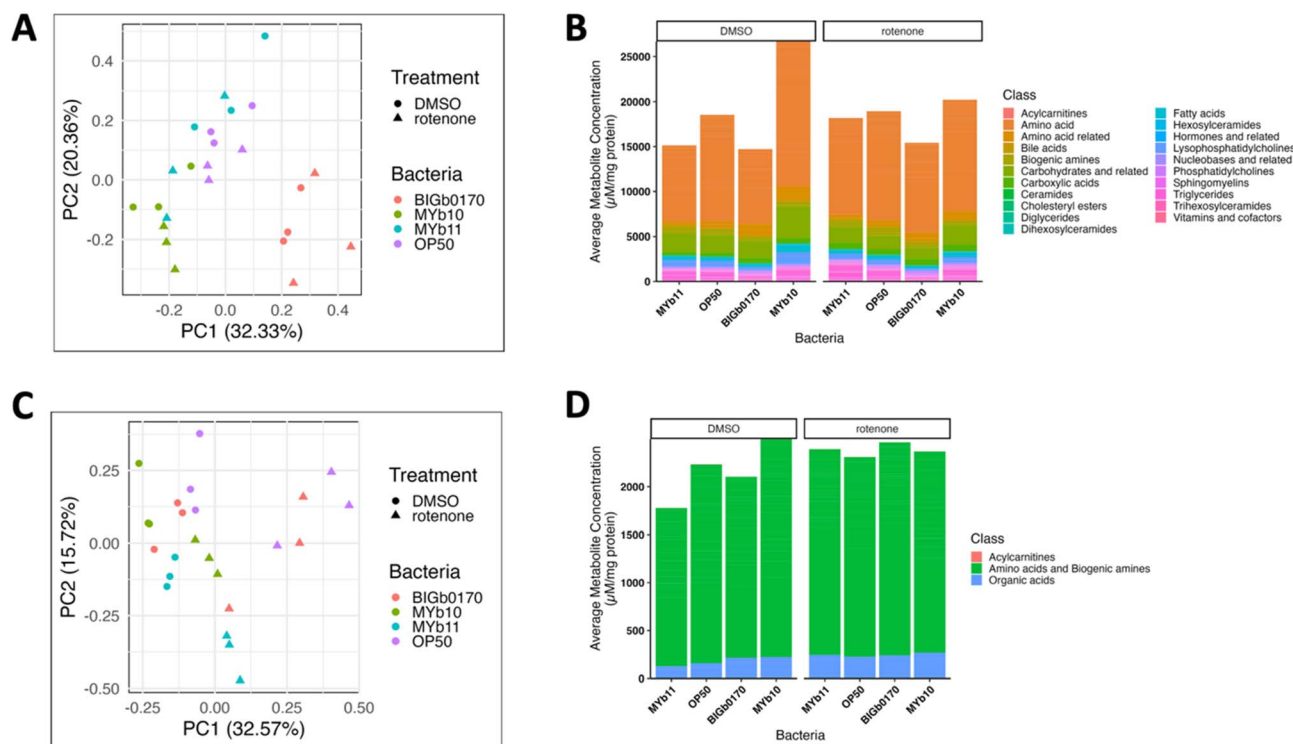 A
0.4
0.2
0.0
-0.2
-0.2
0.0
0.2
0.4
PC2 (20.36%)
PC1 (32.33%)
Treatment
DMSO
rotenone
Bacteria
BIGb0170
MYb10
MYb11
OP50
B
DMSO
rotenone
25000
20000
15000
10000
5000
0
Average Metabolite Concentration
(µM/mg protein)
MYb11
OP50
BIGb0170
MYb10
MYb11
OP50
BIGb0170
MYb10
Bacteria
Class
Acylcarnitines
Amino acid
Amino acid related
Bile acids
Biogenic amines
Carbohydrates and related
Carboxylic acids
Ceramides
Cholesteryl esters
Diglycerides
Dihexosylceramides
Fatty acids
Hexosylceramides
Hormones and related
Lysophosphatidylcholines
Nucleobases and related
Phosphatidylcholines
Sphingomyelins
Triglycerides
Trihexosylceramides
Vitamins and cofactors
C
0.25
0.00
-0.25
-0.50
-0.25
0.00
0.25
0.50
PC2 (15.72%)
PC1 (32.57%)
Treatment
DMSO
rotenone
Bacteria
BIGb0170
MYb10
MYb11
OP50
D
DMSO
rotenone
2000
1500
1000
500
0
Average Metabolite Concentration
(µM/mg protein)
MYb11
OP50
BIGb0170
MYb10
MYb11
OP50
BIGb0170
MYb10
Bacteria
Class
Acylcarnitines
Amino acids and Biogenic amines
Organic acids